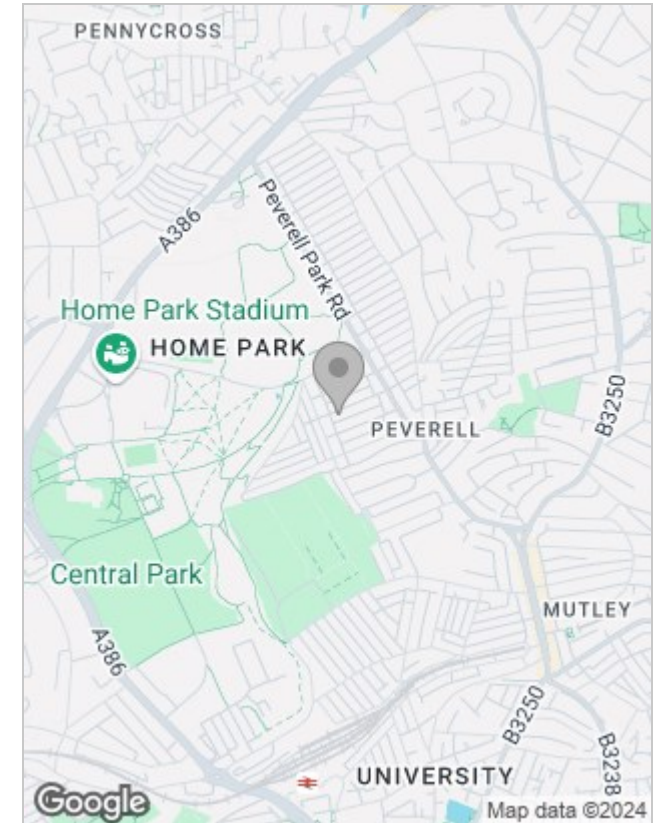 PENNYCROSS
A386
Peverell Park Rd
Home Park Stadium
HOME PARK
PEVERELL
B3250
Central Park
MUTLEY
A386
B3250
B3238
UNIVERSITY
Google
Map data ©2024